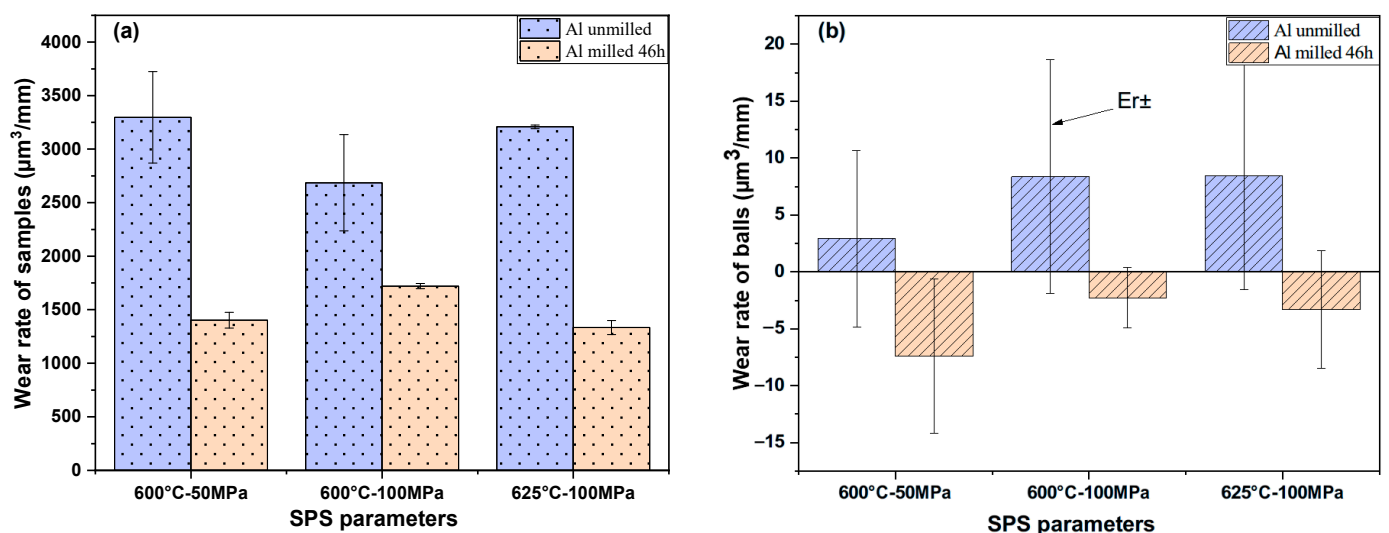 (a)
Al unmilled
Al milled 46h
4000
3500
3000
2500
2000
1500
1000
500
0
Wear rate of samples (µm³/mm)
600°C-50MPa 600°C-100MPa 625°C-100MPa
SPS parameters
(b)
Al unmilled
Al milled 46h
Er±
20
15
10
5
0
−5
−10
−15
Wear rate of balls (µm³/mm)
600°C-50MPa 600°C-100MPa 625°C-100MPa
SPS parameters